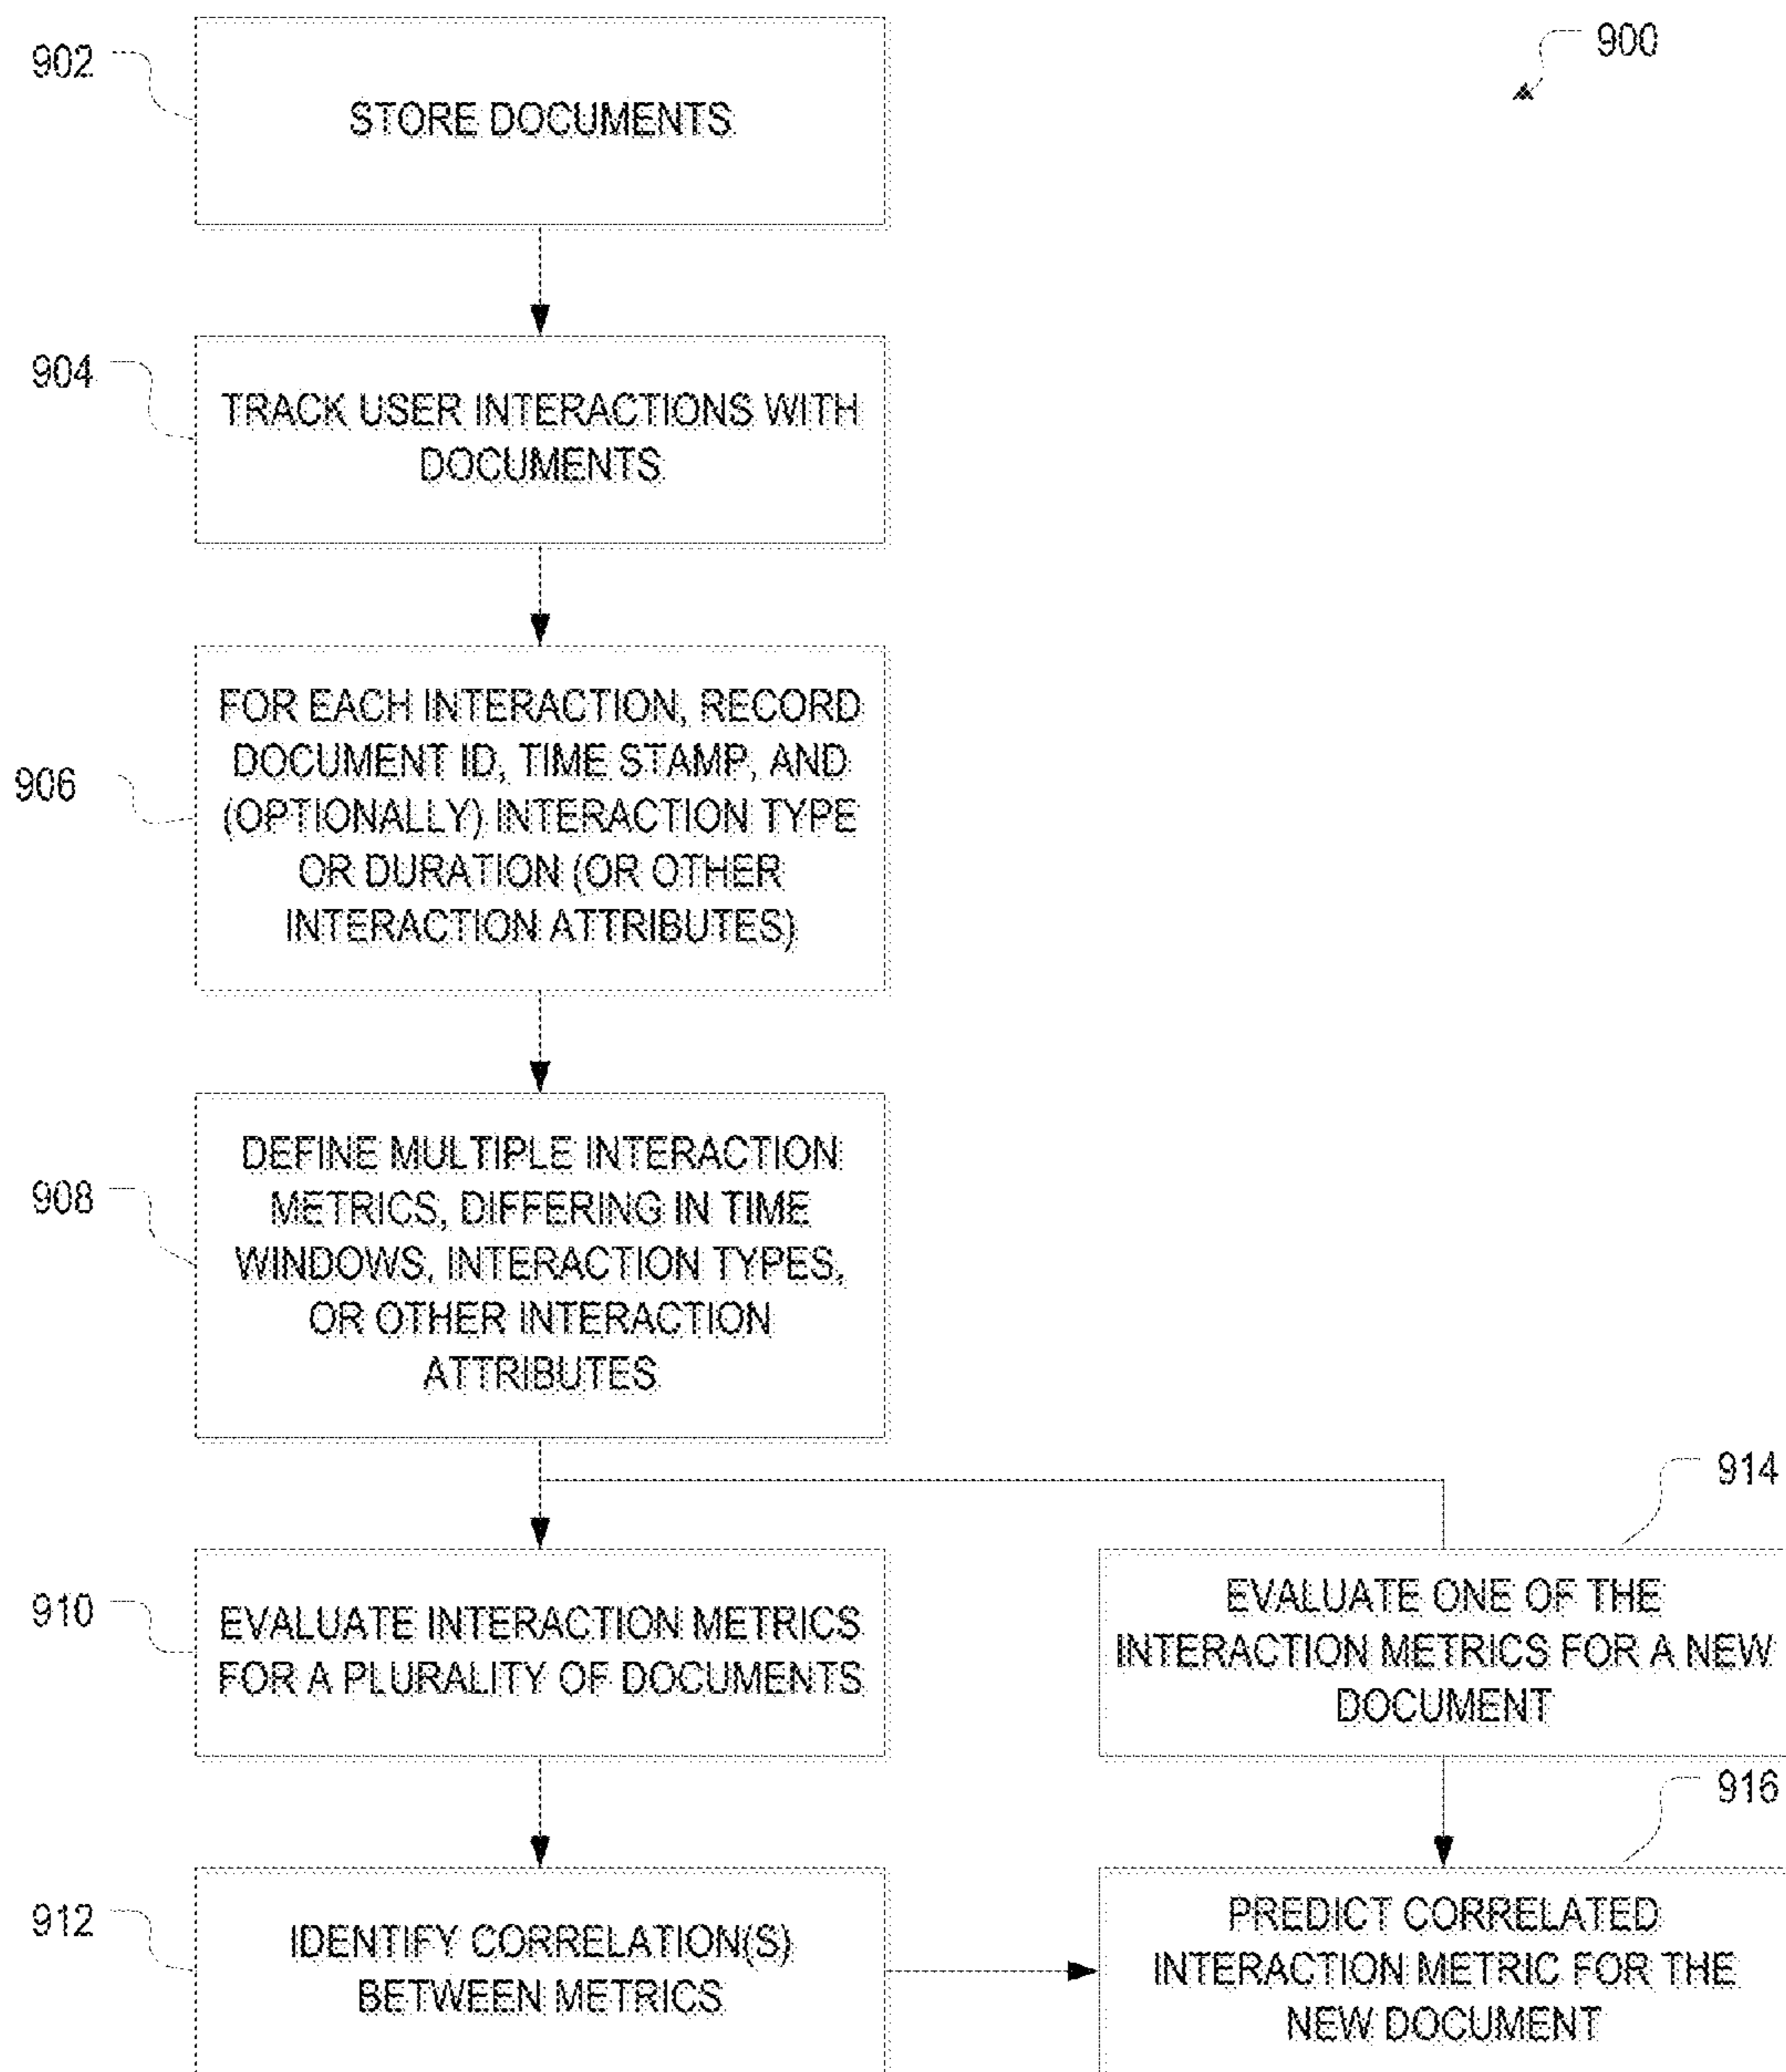 900
902
STORE DOCUMENTS
904
TRACK USER INTERACTIONS WITH
DOCUMENTS
906
FOR EACH INTERACTION, RECORD
DOCUMENT ID, TIME STAMP, AND
(OPTIONALLY) INTERACTION TYPE
OR DURATION (OR OTHER
INTERACTION ATTRIBUTES)
908
DEFINE MULTIPLE INTERACTION
METRICS, DIFFERING IN TIME
WINDOWS, INTERACTION TYPES,
OR OTHER INTERACTION
ATTRIBUTES
910
EVALUATE INTERACTION METRICS
FOR A PLURALITY OF DOCUMENTS
914
EVALUATE ONE OF THE
INTERACTION METRICS FOR A NEW
DOCUMENT
912
IDENTIFY CORRELATION(S)
BETWEEN METRICS
916
PREDICT CORRELATED
INTERACTION METRIC FOR THE
NEW DOCUMENT